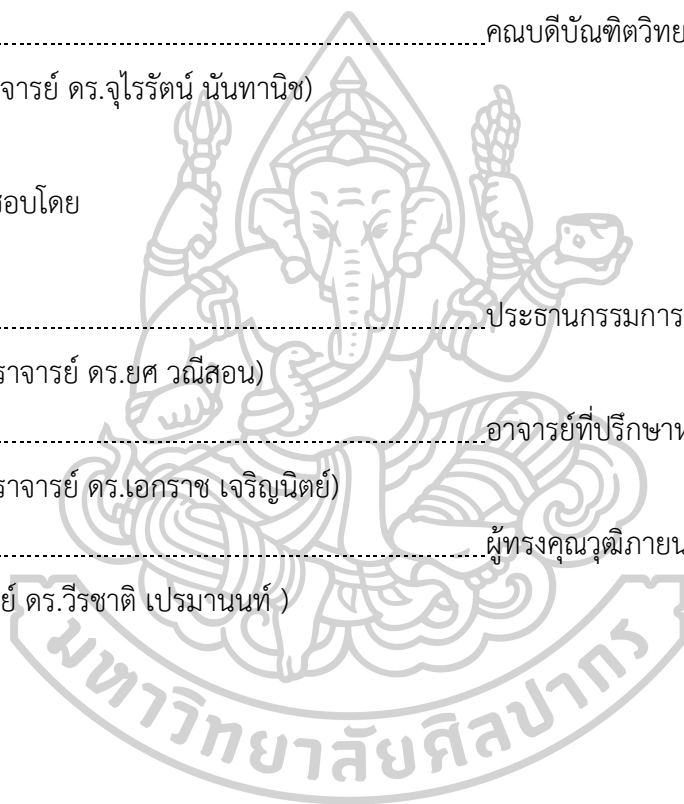 คณบดีบัณฑิตวิทย
จารย์ ดร.จุไรรัตน์ นันทานิช)
สอบโดย
ประธานกรรมการ
ราจารย์ ดร.ยศ วณีสอน)
อาจารย์ที่ปรึกษาห
ราจารย์ ดร.เอกราช เจริญนิตย์)
ผู้ทรงคุณวุฒิภายน
ย์ ดร.วีรชาติ เปรมานนท์ )
มหาวิทยาลัยศิลปากร